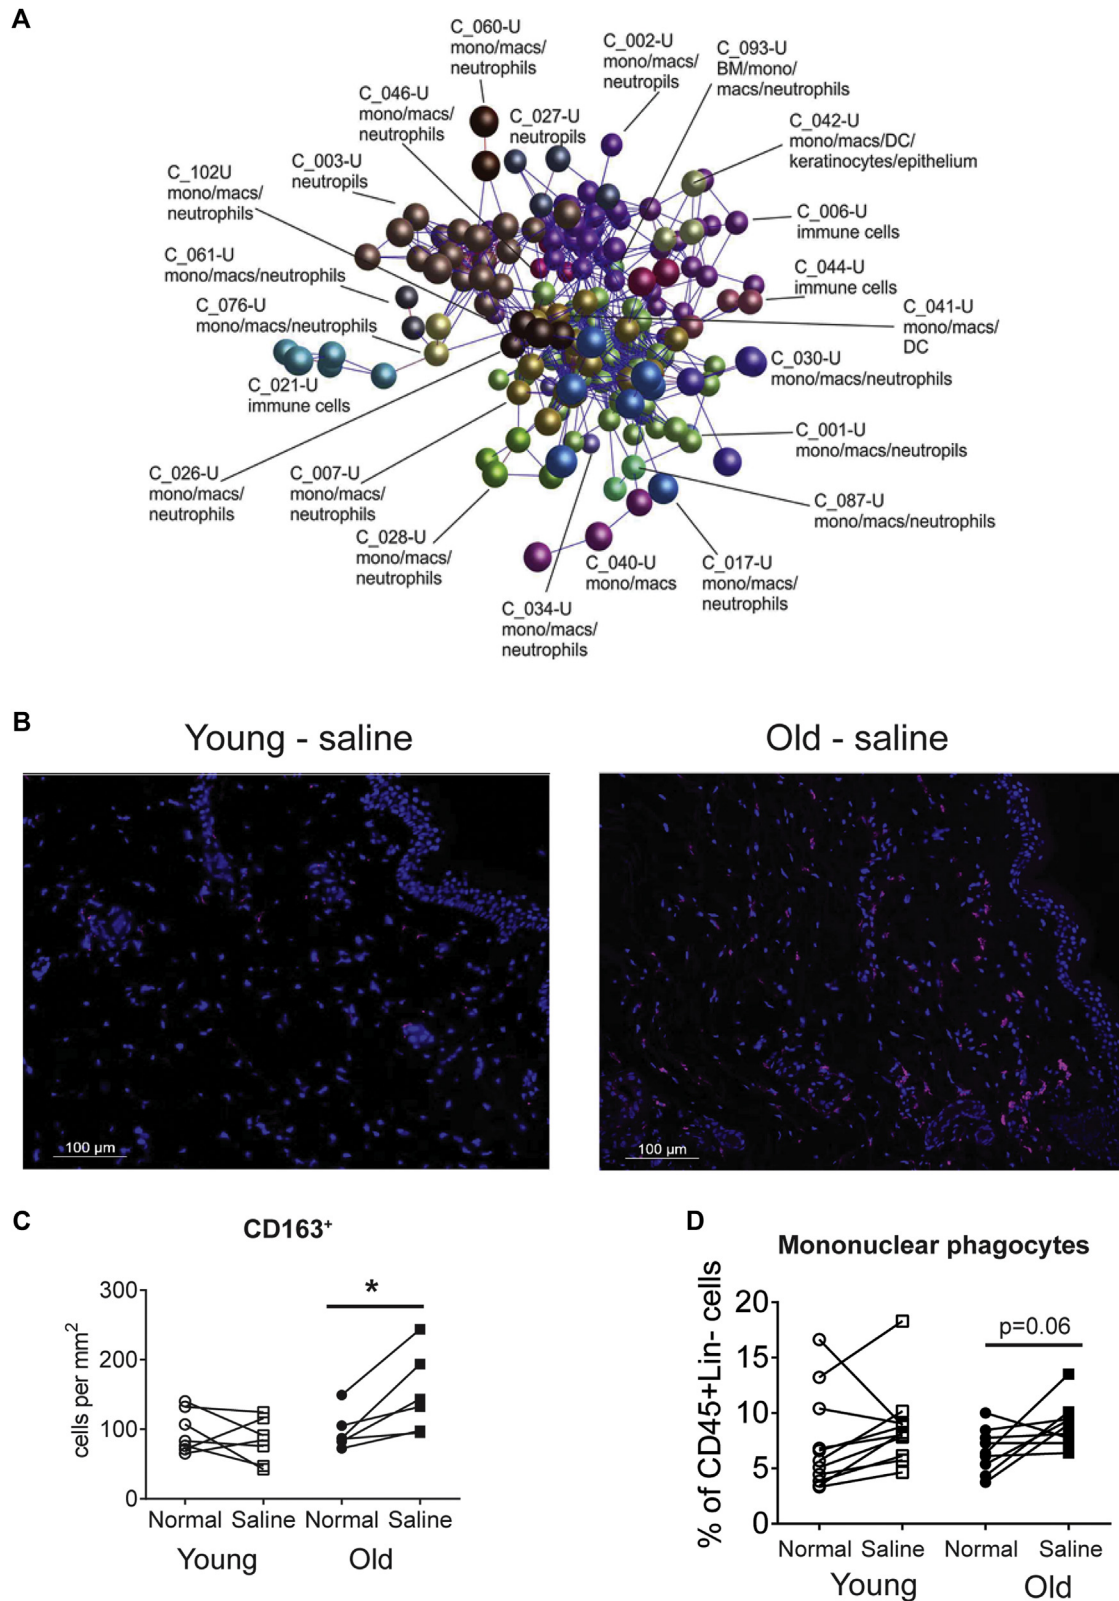 A
C_060-U
mono/macs/
neutrophils
C_002-U
mono/macs/
neutropils
C_093-U
BM/mono/
macs/neutrophils
C_046-U
mono/macs/
neutrophils
C_027-U
neutropils
C_042-U
mono/macs/DC/
keratinocytes/epithelium
C_003-U
neutropils
C_102U
mono/macs/
neutrophils
C_006-U
immune cells
C_061-U
mono/macs/neutrophils
C_044-U
immune cells
C_076-U
mono/macs/neutrophils
C_041-U
mono/macs/
DC
C_030-U
mono/macs/neutrophils
C_021-U
immune cells
C_001-U
mono/macs/neutropils
C_026-U
mono/macs/
neutrophils
C_007-U
mono/macs/
neutrophils
C_087-U
mono/macs/neutrophils
C_028-U
mono/macs/
neutrophils
C_040-U
mono/macs
C_017-U
mono/macs/
neutrophils
C_034-U
mono/macs/
neutrophils
B
Young - saline
Old - saline
100 µm
100 µm
C
CD163+
cells per mm2
300
200
100
0
*
Normal Saline Normal Saline
Young Old
D
Mononuclear phagocytes
% of CD45+Lin- cells
20
15
10
5
0
p=0.06
Normal Saline Normal Saline
Young Old